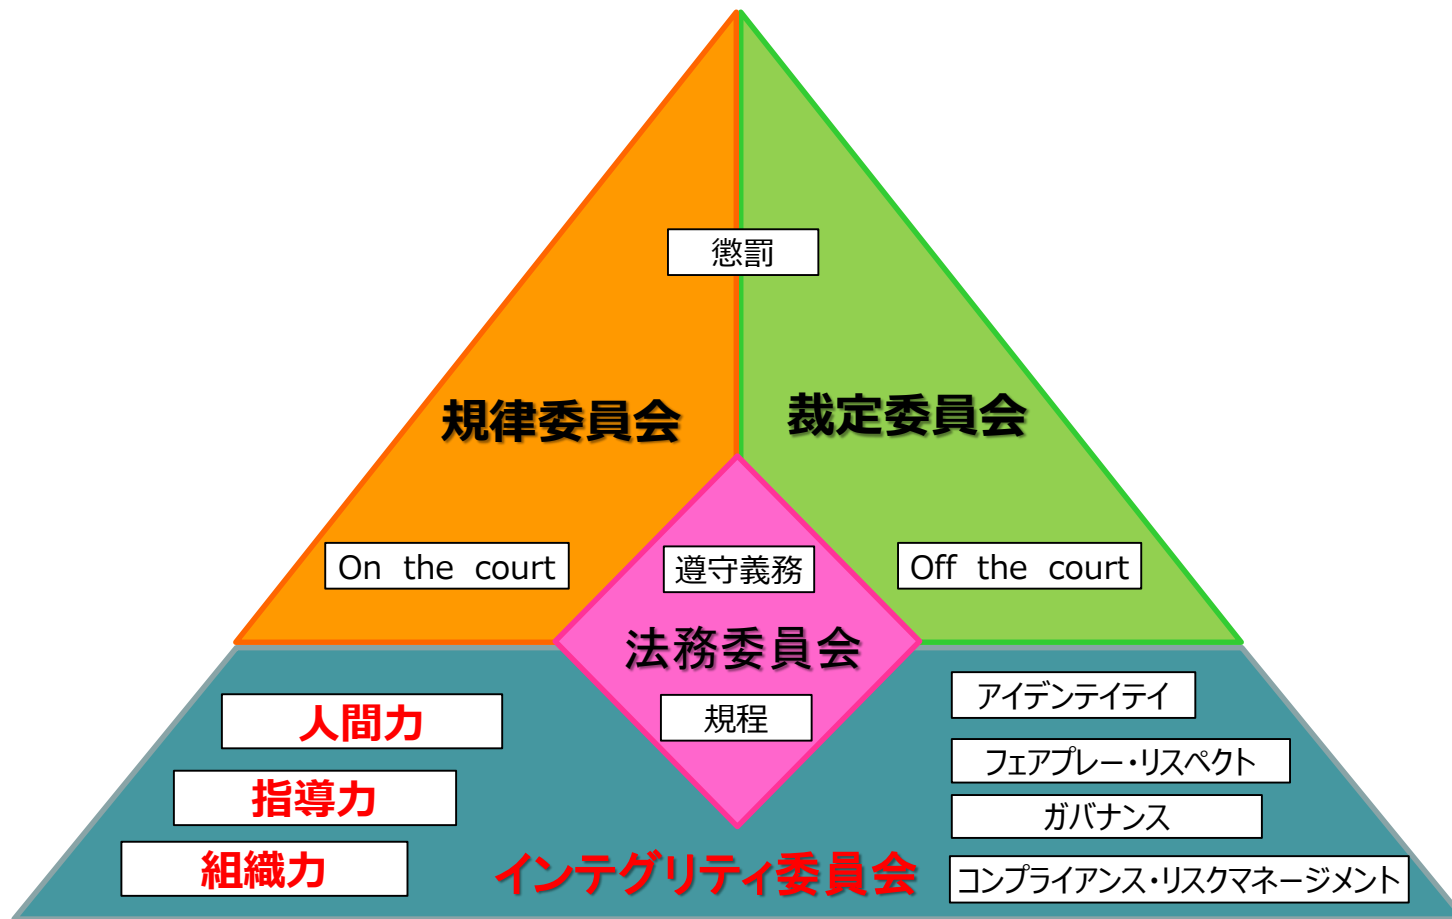 懲罰
規律委員会
裁定委員会
On the court
遵守義務
Off the court
法務委員会
規程
人間力
指導力
組織力
アイデンテイテイ
フェアプレー・リスペクト
ガバナンス
コンプライアンス・リスクマネージメント
インテグリティ委員会